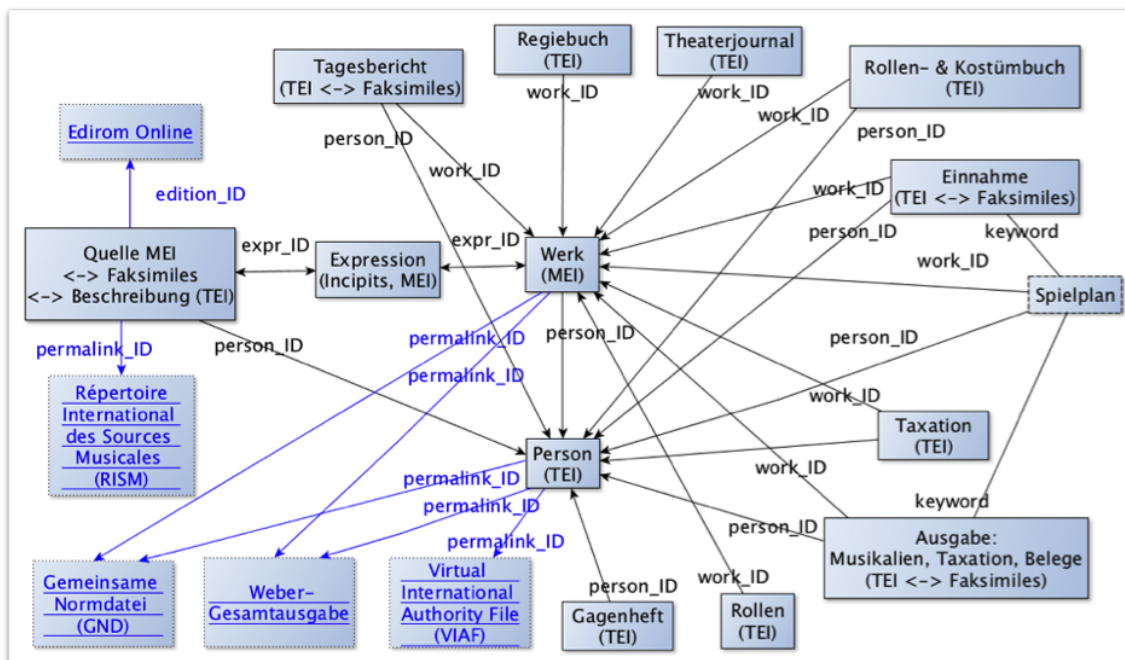 Regiebuch
(TEI)
Theaterjournal
(TEI)
Tagesbericht
(TEI <-> Faksimiles)
Rollen- & Kostümbuch
(TEI)
work_ID
work_ID
work_ID
Edirom Online
person_ID
person_ID
work_ID
Einnahme
(TEI <-> Faksimiles)
edition_ID
work_ID
person_ID
keyword
Quelle MEI
<-> Faksimiles
<-> Beschreibung (TEI)
expr_ID
Expression
(Incipits, MEI)
expr_ID
Werk
(MEI)
work_ID
Spielplan
permalink_ID
person_ID
permalink_ID
person_ID
person_ID
permalink_ID
Répertoire
International
des Sources
Musicales
(RISM)
work_ID
Taxation
(TEI)
Person
(TEI)
work_ID
permalink_ID
permalink_ID
permalink_ID
keyword
person_ID
Ausgabe:
Musikalien, Taxation, Belege
(TEI <-> Faksimiles)
Gemeinsame
Normdatei
(GND)
Weber-
Gesamtausgabe
Virtual
International
Authority File
(VIAF)
person_ID
work_ID
Gagenheft
(TEI)
Rollen
(TEI)